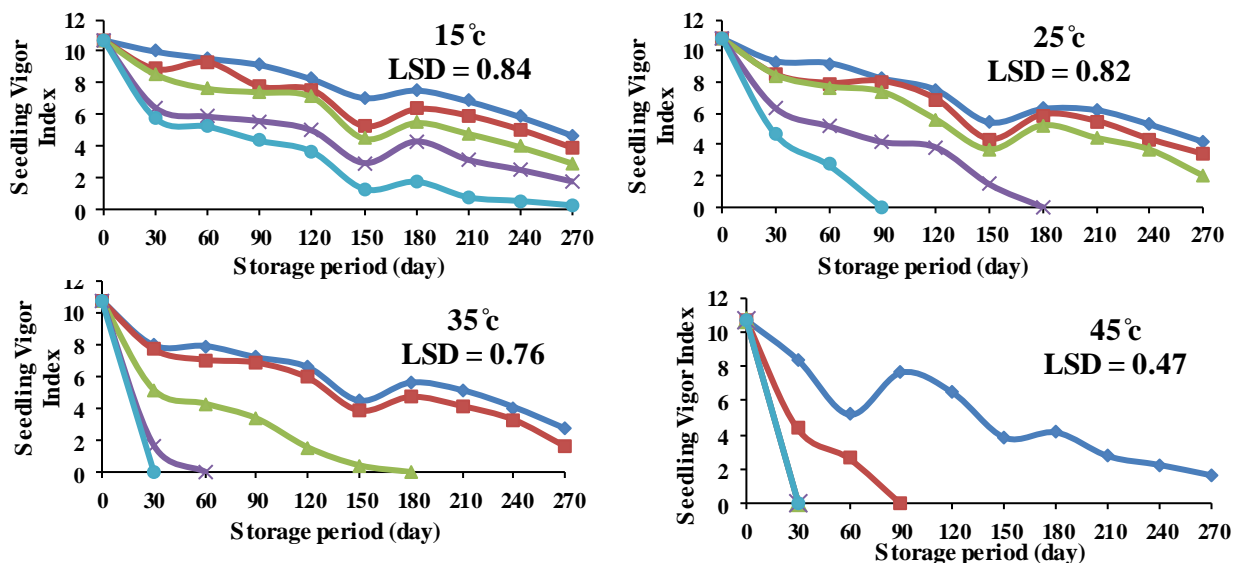 12
10
8
6
4
2
0
Seedling Vigor
Index
15℃
LSD = 0.84
0 30 60 90 120 150 180 210 240 270
Storage period (day)
12
10
8
6
4
2
0
Seedling Vigor
Index
25℃
LSD = 0.82
0 30 60 90 120 150 180 210 240 270
Storage period (day)
12
10
8
6
4
2
0
Seedling Vigor
Index
35℃
LSD = 0.76
0 30 60 90 120 150 180 210 240 270
Storage period (day)
12
10
8
6
4
2
0
Seedling Vigor Index
45℃
LSD = 0.47
0 30 60 90 120 150 180 210 240 270
Storage period (day)